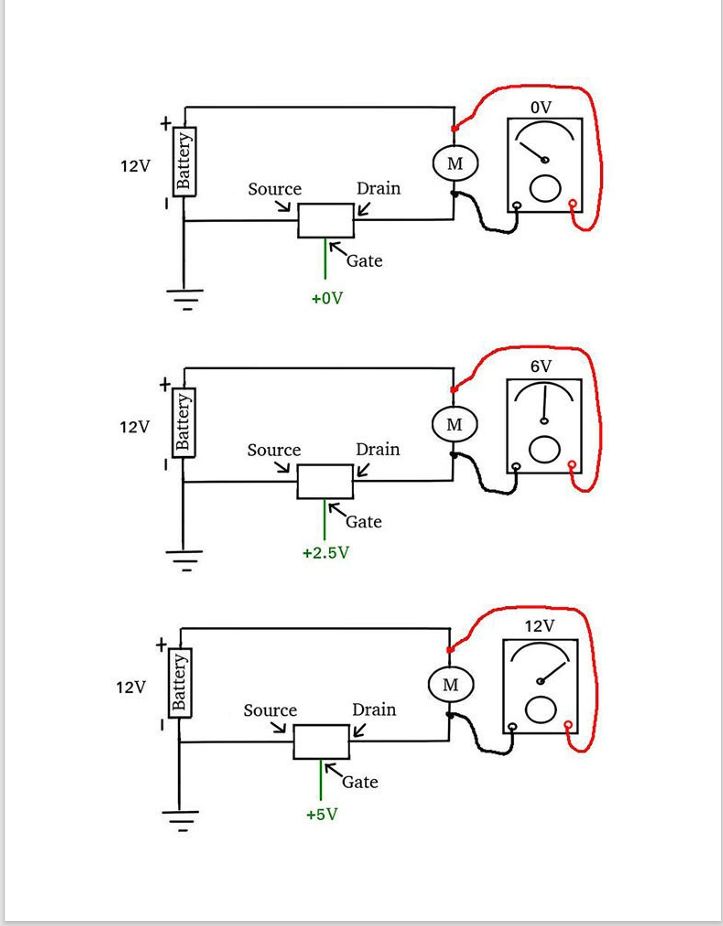 0V
+
Battery
12V
M
Source
Drain
-
Gate
+0V
6V
+
Battery
12V
M
Source
Drain
-
Gate
+2.5V
12V
+
Battery
12V
M
Source
Drain
-
Gate
+5V